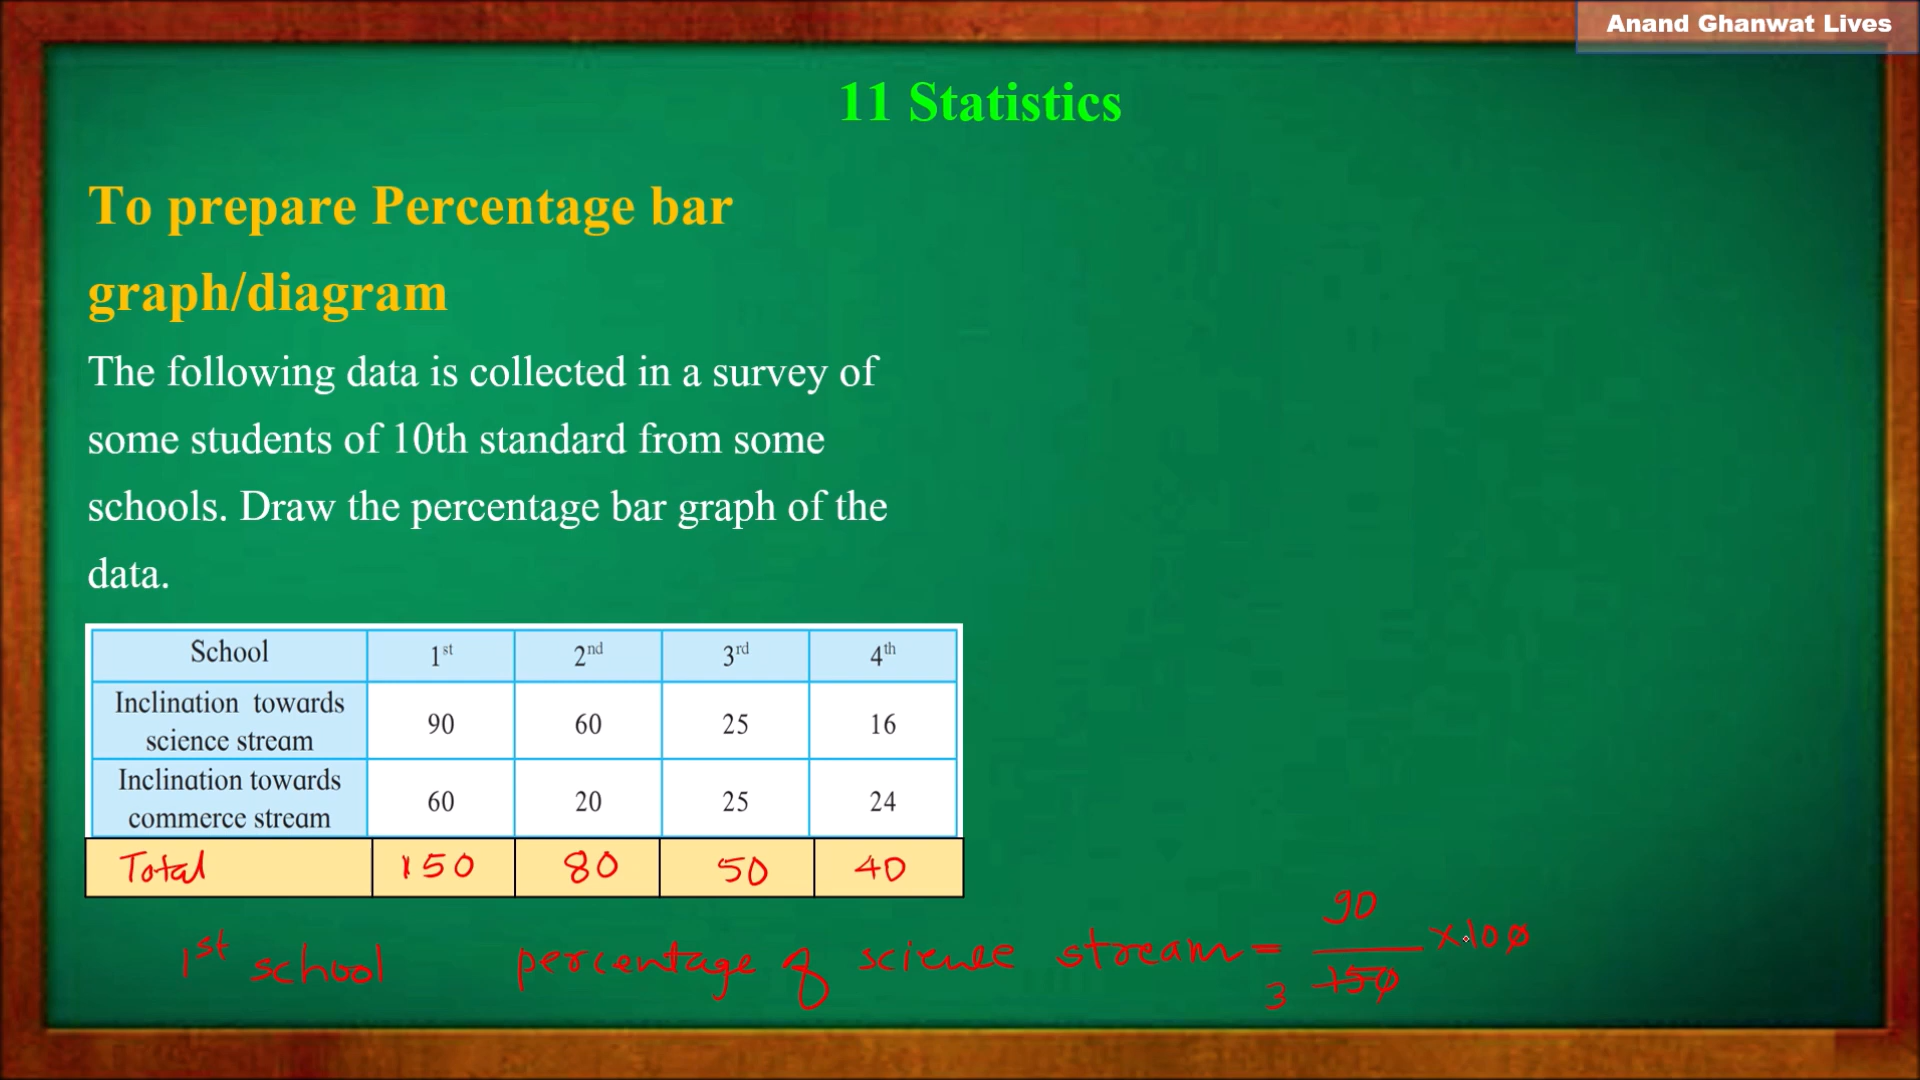 Anand Ghanwat Lives
11 Statistics
To prepare Percentage bar
graph/diagram
The following data is collected in a survey of
some students of 10th standard from some
schools. Draw the percentage bar graph of the
data.
School 1st 2nd 3rd 4th
Inclination towards
science stream 90 60 25 16
Inclination towards
commerce stream 60 20 25 24
Total 150 80 50 40
1st school percentage of science stream = 90/150 × 100
3